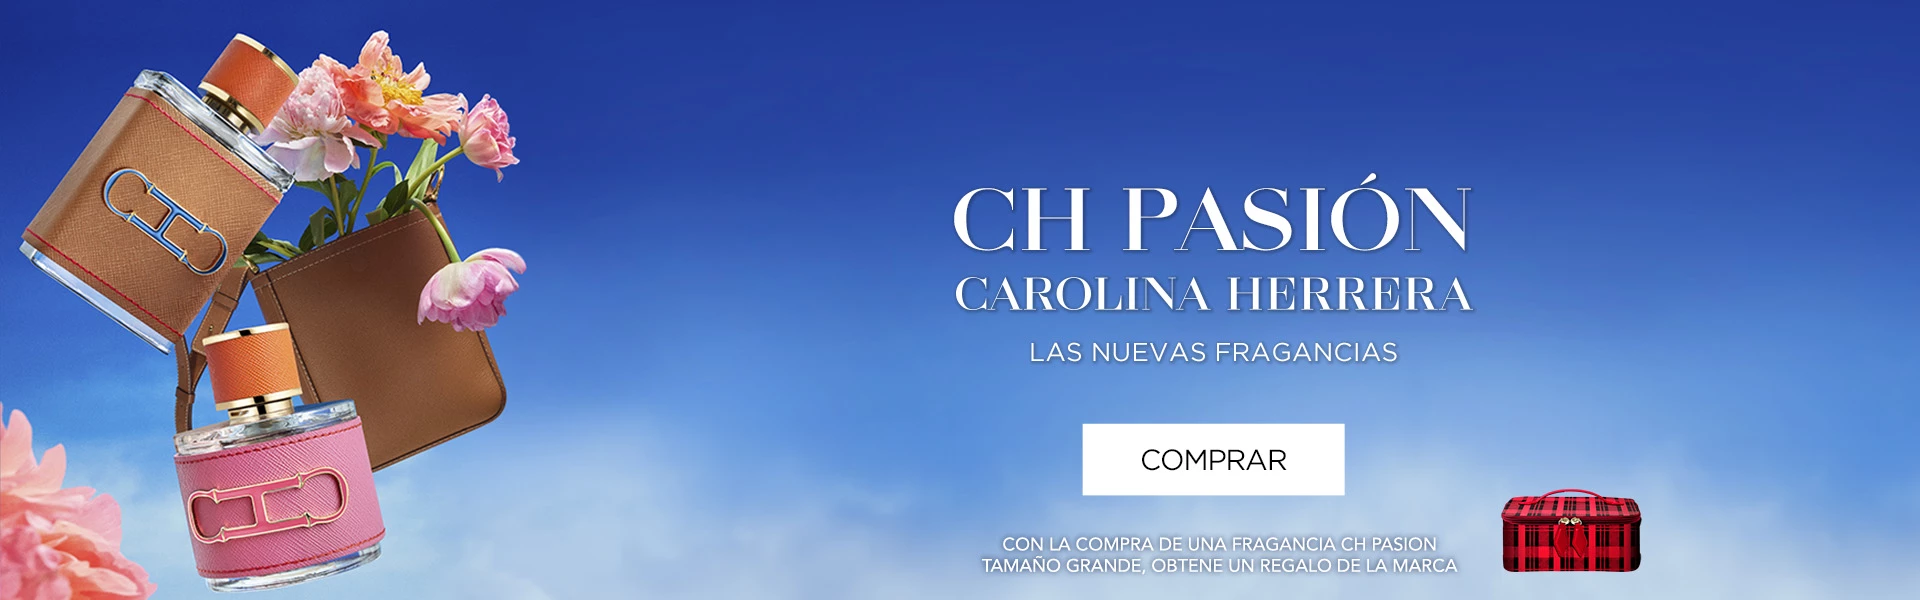 CH PASIÓN
CAROLINA HERRERA
LAS NUEVAS FRAGANCIAS
COMPRAR
CON LA COMPRA DE UNA FRAGANCIA CH PASION
TAMAÑO GRANDE, OBTENE UN REGALO DE LA MARCA